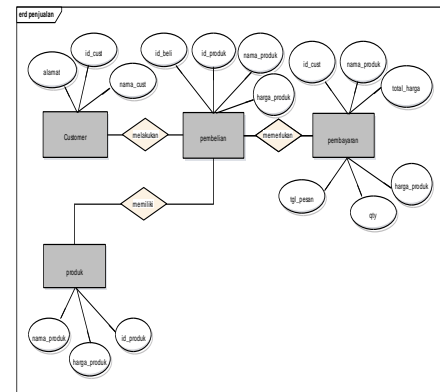 erd penjualan
id_cust
alamat
nama_cust
id_beli
id_produk
nama_produk
harga_produk
id_cust
nama_produk
total_harga
Customer
melakukan
pembelian
memerlukan
pembayaran
tgl_pesan
qty
harga_produk
memiliki
produk
nama_produk
harga_produk
id_produk